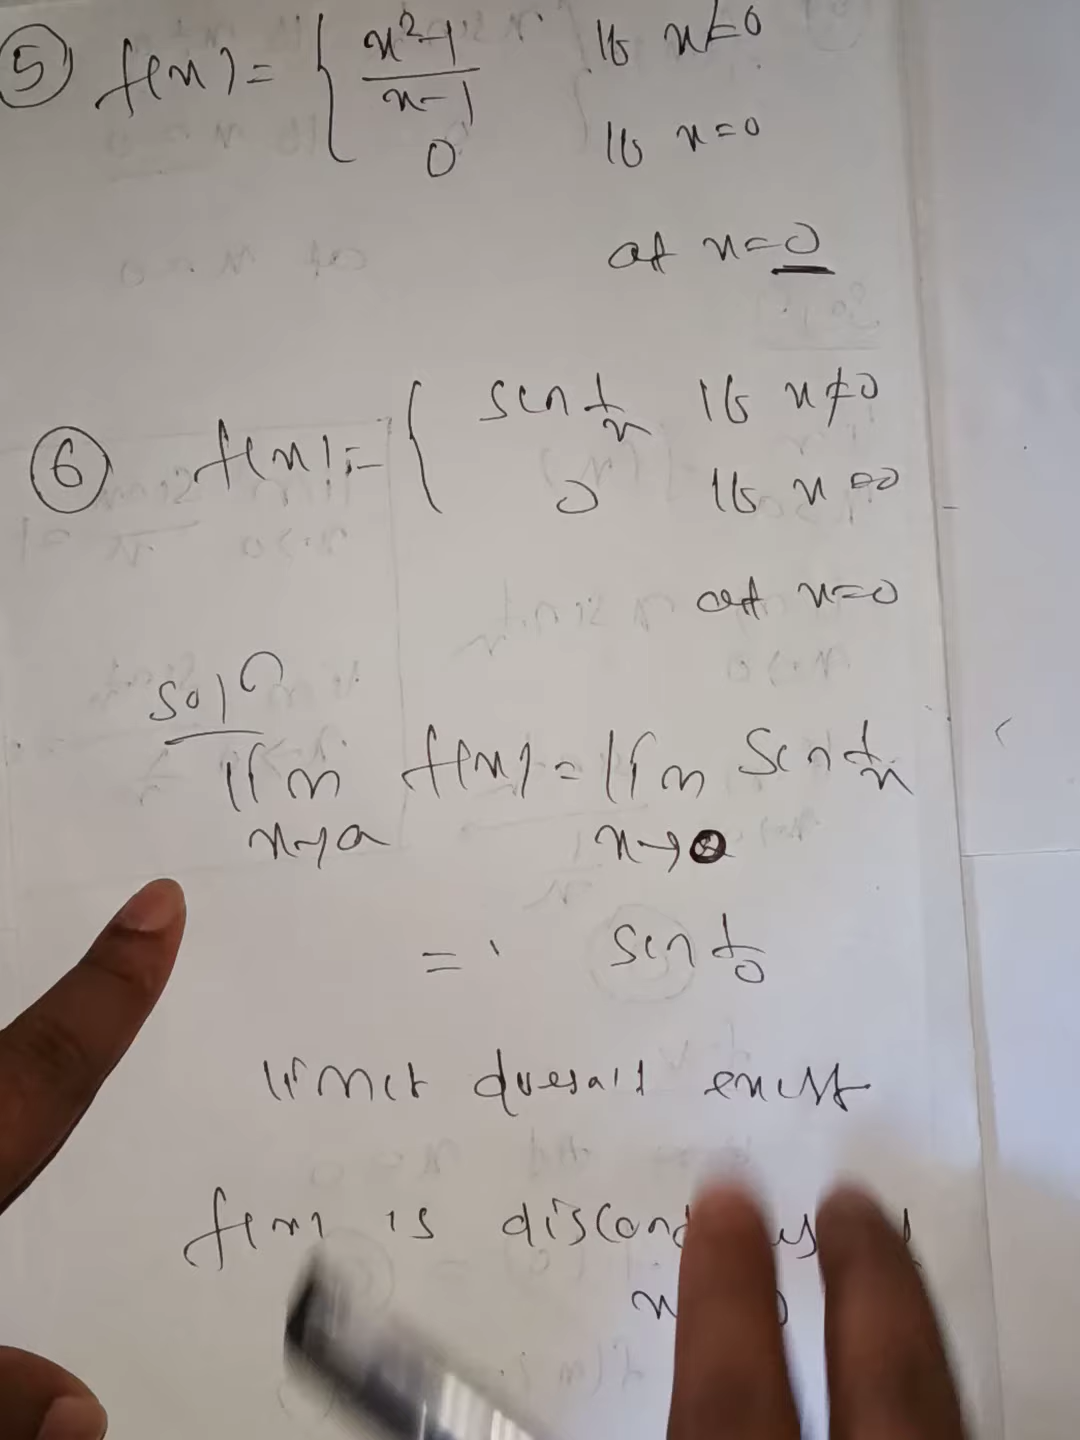 ⑤ f(x) = { x²-1 / x-1 if x≠0
0 if x=0
at x=0
⑥ f(x) = { sin 1/x if x≠0
0 if x=0
at x=0
Soln
lim x→a f(x) = lim x→0 sin 1/x
= sin 1/0
limit doesn't exist
f(x) is